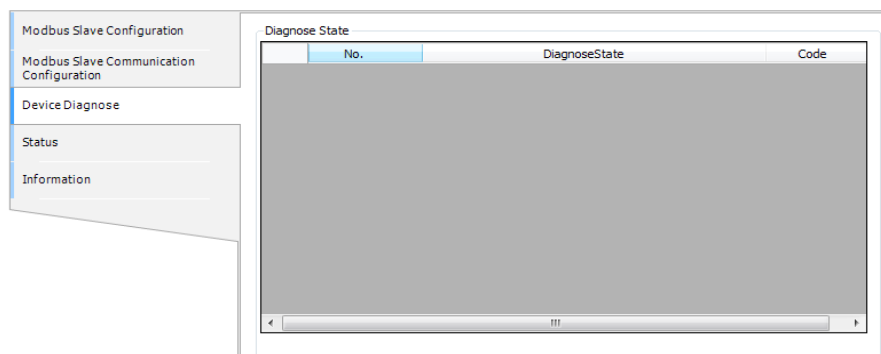 Modbus Slave Configuration
Modbus Slave Communication
Configuration
Device Diagnose
Status
Information
Diagnose State
No. DiagnoseState Code